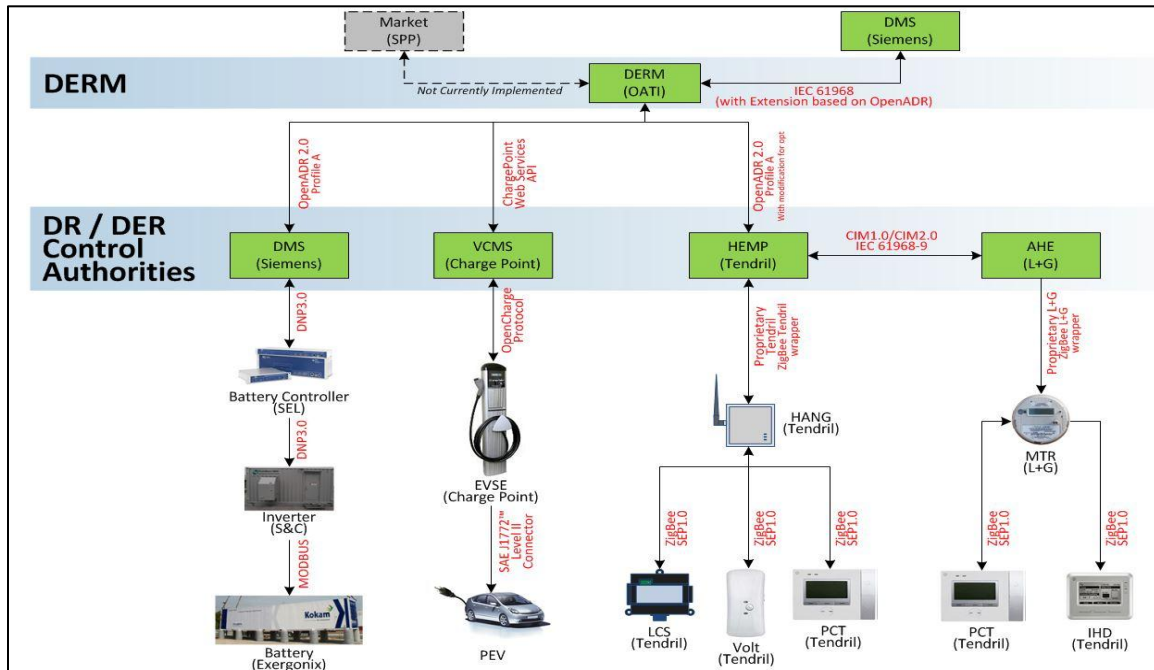 Market
(SPP)
DMS
(Siemens)
DERM
DERM
(OATI)
Not Currently Implemented
IEC 61968
(with Extension based on OpenADR)
OpenADR 2.0
Profile A
ChargePoint
Web Services
API
OpenADR 2.0
Profile A
With modification for opt
DR / DER
Control
Authorities
DMS
(Siemens)
VCMS
(Charge Point)
HEMP
(Tendril)
CIM1.0/CIM2.0
IEC 61968-9
AHE
(L+G)
DNP3.0
OpenCharge
Protocol
Proprietary
Tendril
ZigBee Tendril
wrapper
Proprietary L+G
ZigBee L+G
wrapper
Battery Controller
(SEL)
HANG
(Tendril)
MTR
(L+G)
DNP3.0
EVSE
(Charge Point)
Inverter
(S&C)
ZigBee
SEP1.0
ZigBee
SEP1.0
ZigBee
SEP1.0
ZigBee
SEP1.0
ZigBee
SEP1.0
MODBUS
SAE J1772™
Level II
Connector
Kokam
Battery
(Exergonix)
PEV
LCS
(Tendril)
Volt
(Tendril)
PCT
(Tendril)
PCT
(Tendril)
IHD
(Tendril)